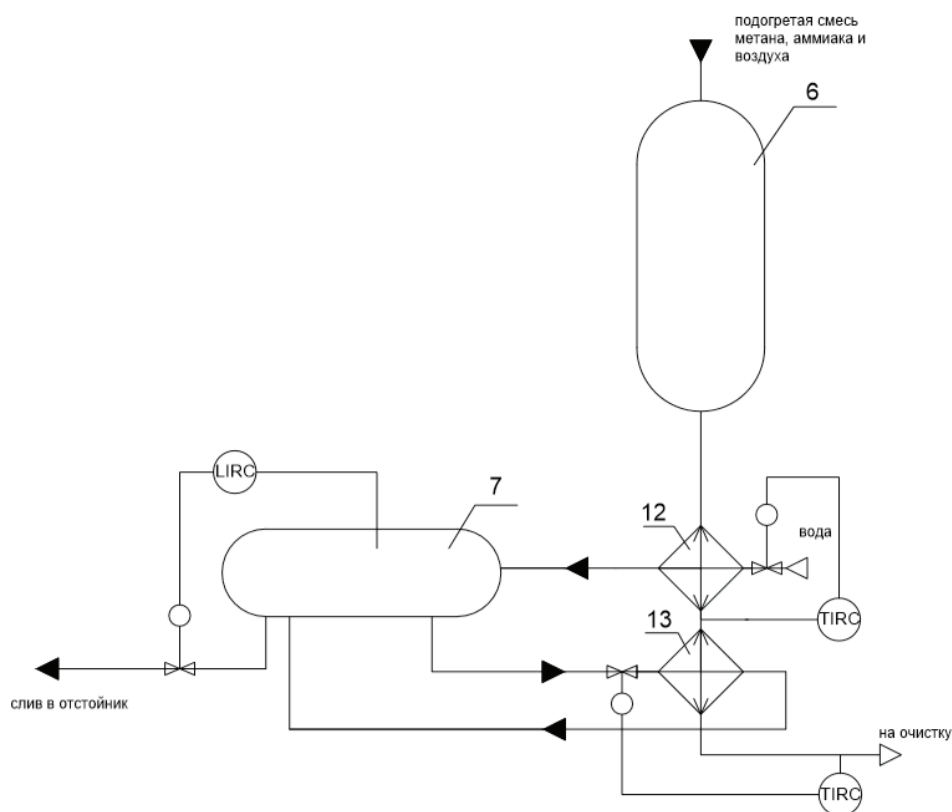 подогретая смесь
метана, аммиака и
воздуха
6
LIRC
7
12
вода
TIRC
13
слив в отстойник
на очистку
TIRC